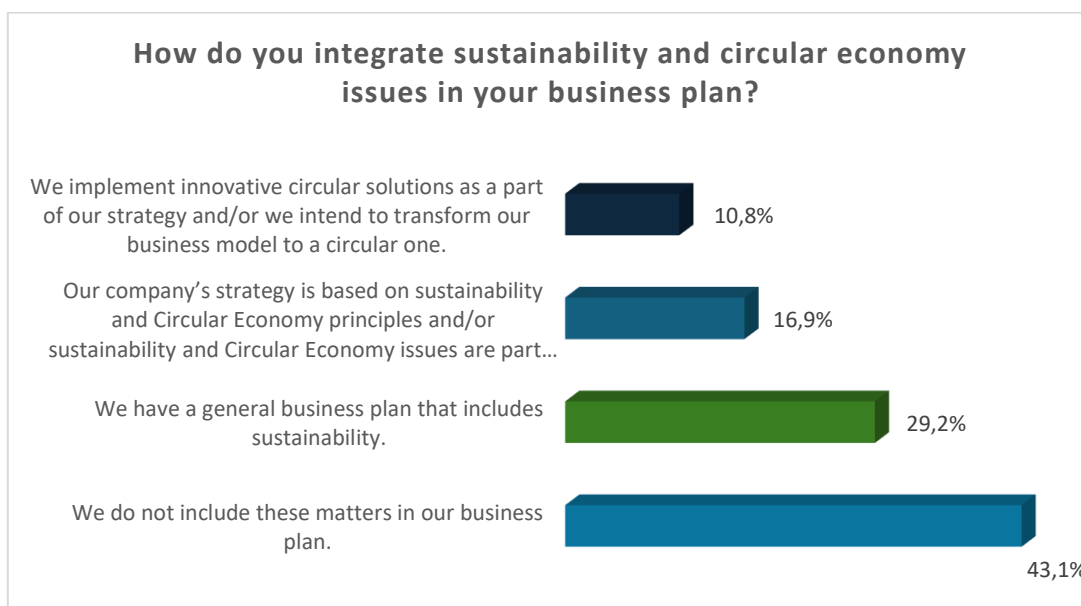 How do you integrate sustainability and circular economy
issues in your business plan?
We implement innovative circular solutions as a part
of our strategy and/or we intend to transform our
business model to a circular one.
10,8%
Our company’s strategy is based on sustainability
and Circular Economy principles and/or
sustainability and Circular Economy issues are part…
16,9%
We have a general business plan that includes
sustainability.
29,2%
We do not include these matters in our business
plan.
43,1%